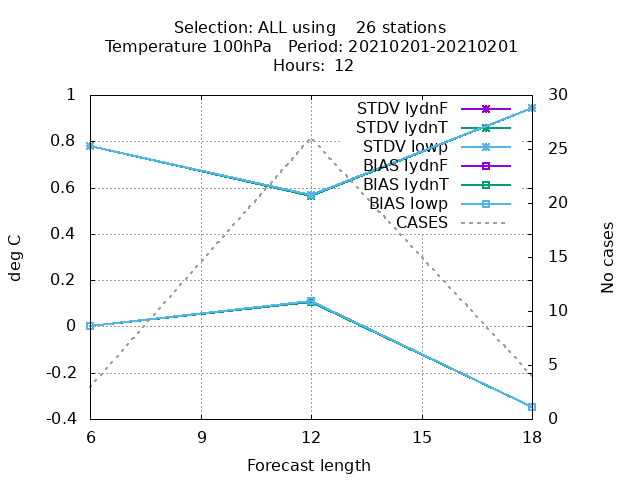 Selection: ALL using    26 stations
Temperature 100hPa   Period: 20210201-20210201
Hours: 12
1
0.8
0.6
0.4
0.2
0
-0.2
-0.4
30
25
20
15
10
5
0
6
9
12
15
18
deg C
No cases
Forecast length
STDV lydnF
STDV lydnT
STDV lowp
BIAS lydnF
BIAS lydnT
BIAS lowp
CASES